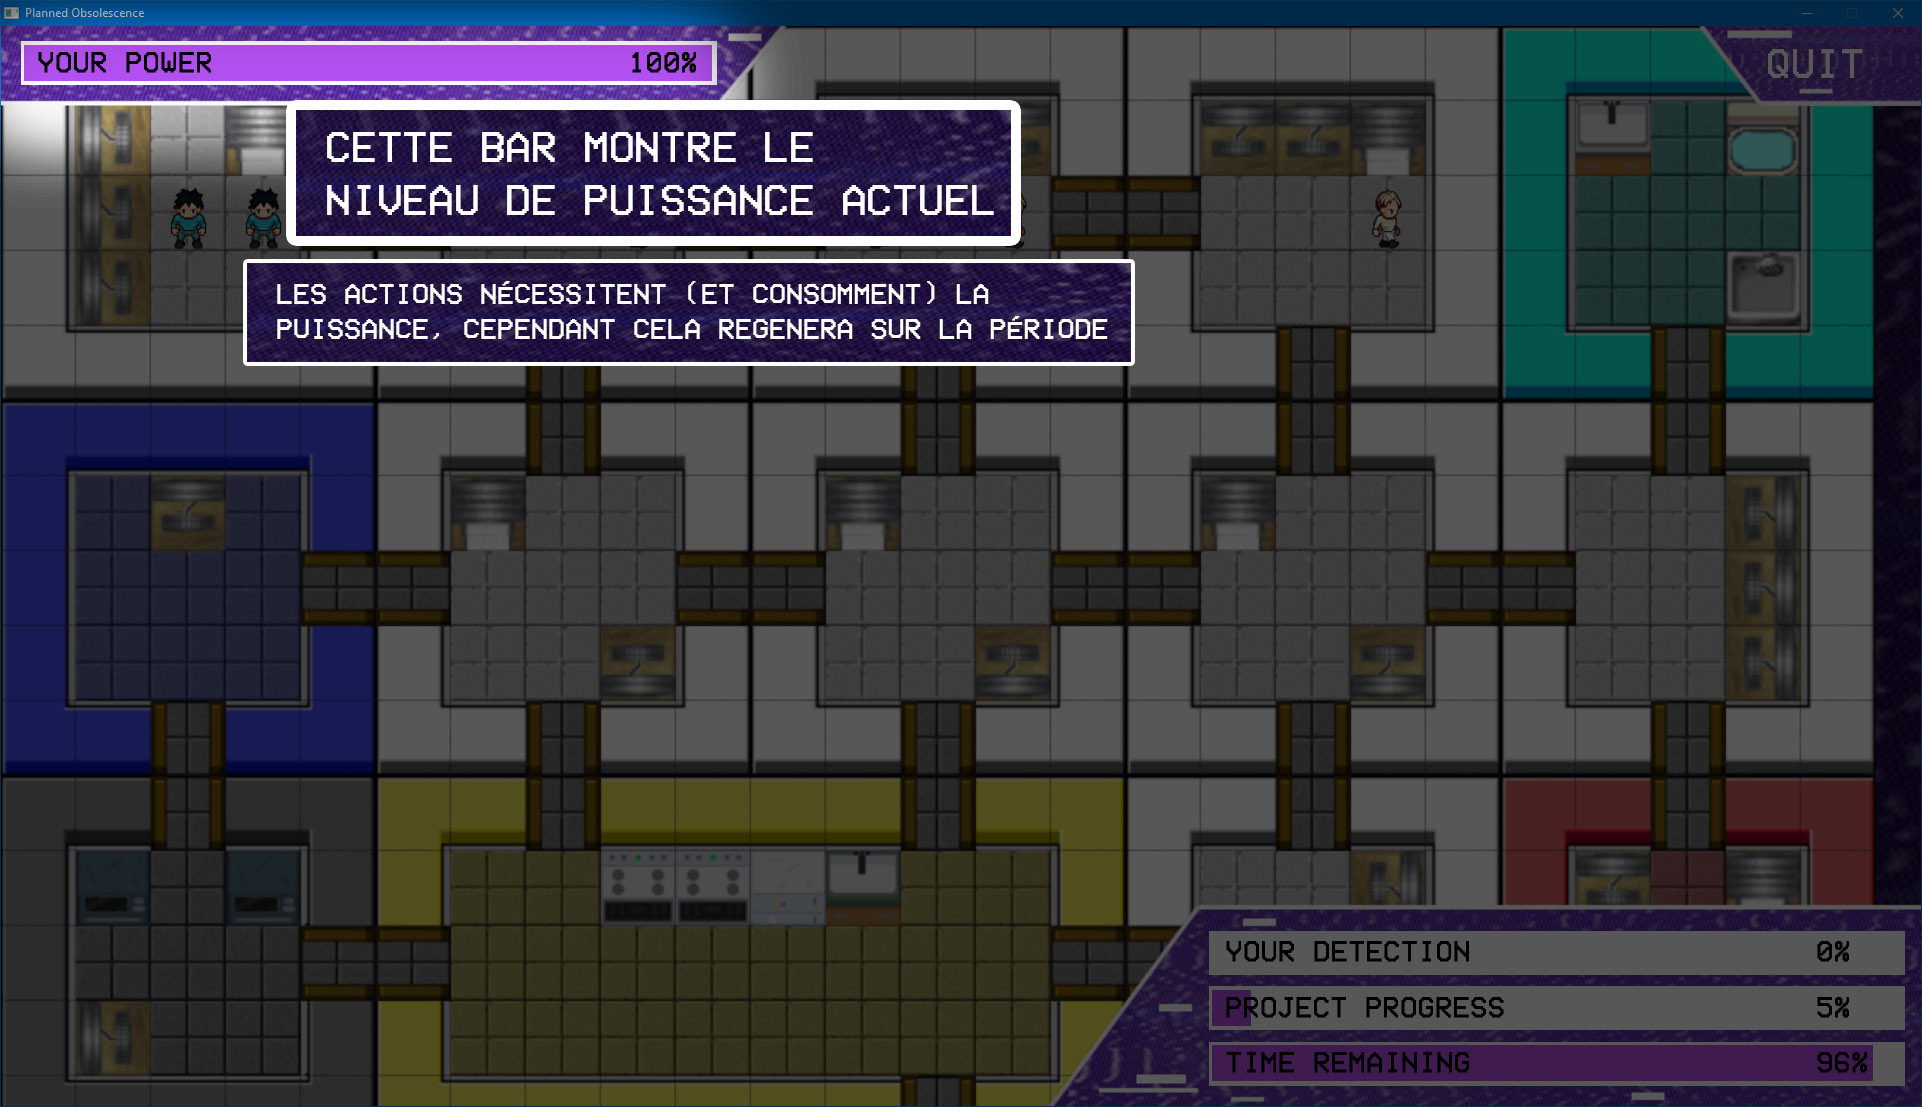 Planned Obsolescence
YOUR POWER 100%
QUIT
CETTE BAR MONTRE LE
NIVEAU DE PUISSANCE ACTUEL
LES ACTIONS NÉCESSITENT (ET CONSOMMENT) LA
PUISSANCE, CEPENDANT CELA REGENERA SUR LA PÉRIODE
YOUR DETECTION 0%
PROJECT PROGRESS 5%
TIME REMAINING 96%